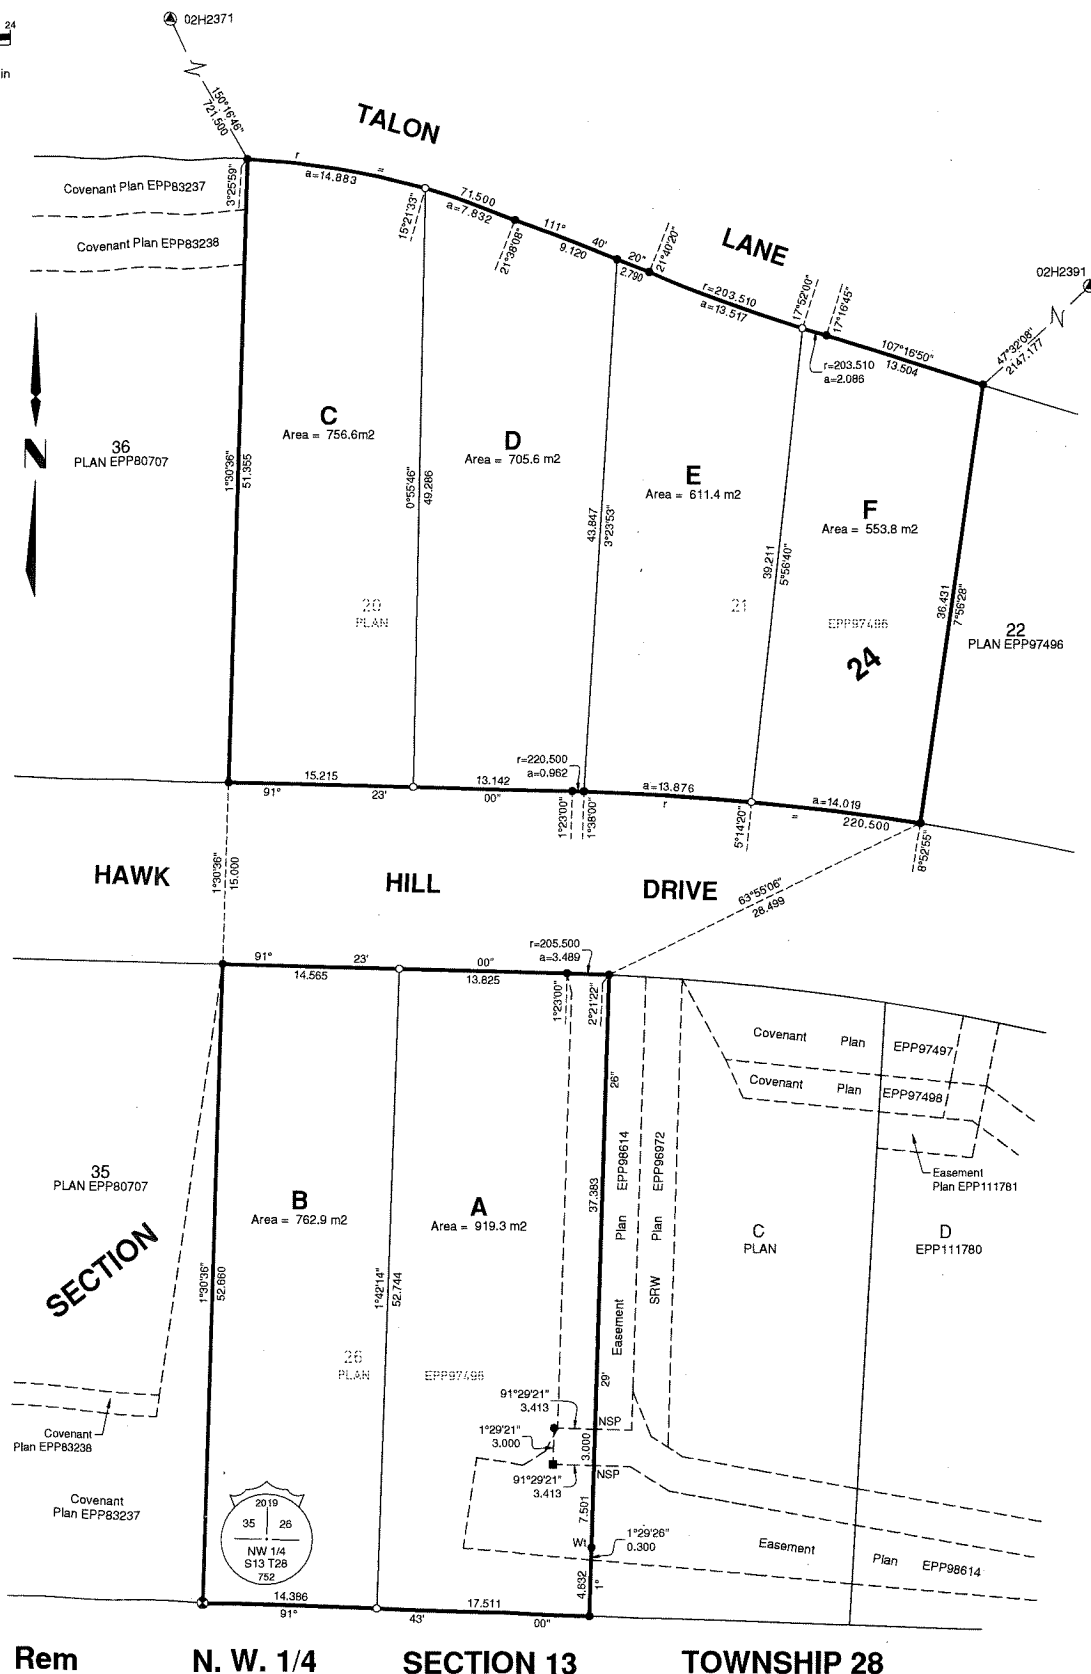 24
in
02H2371
150°16'46"
721.500
TALON
LANE
r
a=14.883
=
71.500
a=7.832
111°
40'
20"
9.120
2.790
r=203.510
a=13.517
107°16'50"
13.504
r=203.510
a=2.086
02H2391
47°32'08"
2147.177
3°25'59"
15°21'33"
21°38'08"
21°40'20"
17°52'00"
17°16'45"
Covenant Plan EPP83237
Covenant Plan EPP83238
N
36
PLAN EPP80707
1°30'36"
51.355
C
Area = 756.6m2
0°55'46"
49.286
D
Area = 705.6 m2
43.847
3°23'53"
E
Area = 611.4 m2
39.211
5°56'40"
F
Area = 553.8 m2
36.431
7°56'28"
20
PLAN
21
EPP97496
24
22
PLAN EPP97496
15.215
91°
23'
13.142
00"
r=220.500
a=0.962
a=13.876
r
=
a=14.019
220.500
1°23'00"
1°38'00"
5°14'20"
8°52'55"
HAWK
HILL
DRIVE
1°30'36"
15.000
63°55'06"
28.499
91°
23'
00"
14.565
13.825
r=205.500
a=3.489
1°23'00"
2°21'22"
Covenant Plan EPP97497
Covenant Plan EPP97498
Easement
Plan EPP111781
35
PLAN EPP80707
SECTION
1°30'36"
52.660
B
Area = 762.9 m2
1°42'14"
52.744
A
Area = 919.3 m2
26"
37.383
29'
Easement Plan EPP98614
SRW Plan EPP96972
C
PLAN
D
EPP111780
26
PLAN
EPP97496
91°29'21"
3.413
NSP
1°29'21"
3.000
3.000
91°29'21"
3.413
NSP
7.501
Wt
1°29'26"
0.300
4.632
1°
Covenant
Plan EPP83238
Covenant
Plan EPP83237
2019
35
26
NW 1/4
S13 T28
752
Easement Plan EPP98614
14.386
91°
17.511
43'
00"
Rem N. W. 1/4 SECTION 13 TOWNSHIP 28